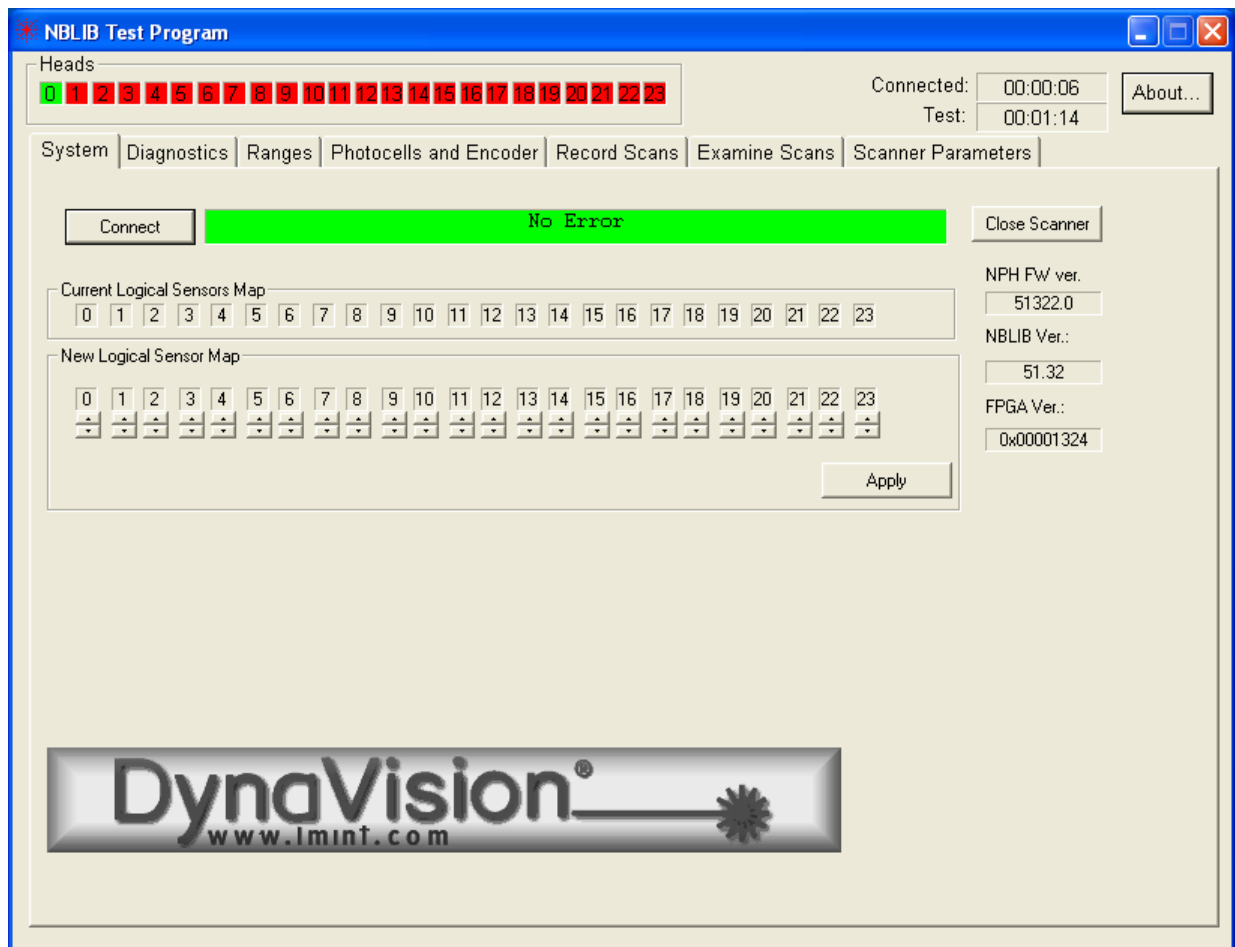 NBLIB Test Program
Heads
0 1 2 3 4 5 6 7 8 9 10 11 12 13 14 15 16 17 18 19 20 21 22 23
Connected: 00:00:06
About...
Test: 00:01:14
System Diagnostics Ranges Photocells and Encoder Record Scans Examine Scans Scanner Parameters
Connect No Error Close Scanner
NPH FW ver.
51322.0
Current Logical Sensors Map
0 1 2 3 4 5 6 7 8 9 10 11 12 13 14 15 16 17 18 19 20 21 22 23
NBLIB Ver.:
51.32
New Logical Sensor Map
0 1 2 3 4 5 6 7 8 9 10 11 12 13 14 15 16 17 18 19 20 21 22 23
FPGA Ver.:
0x00001324
Apply
DynaVision®
www.lmint.com